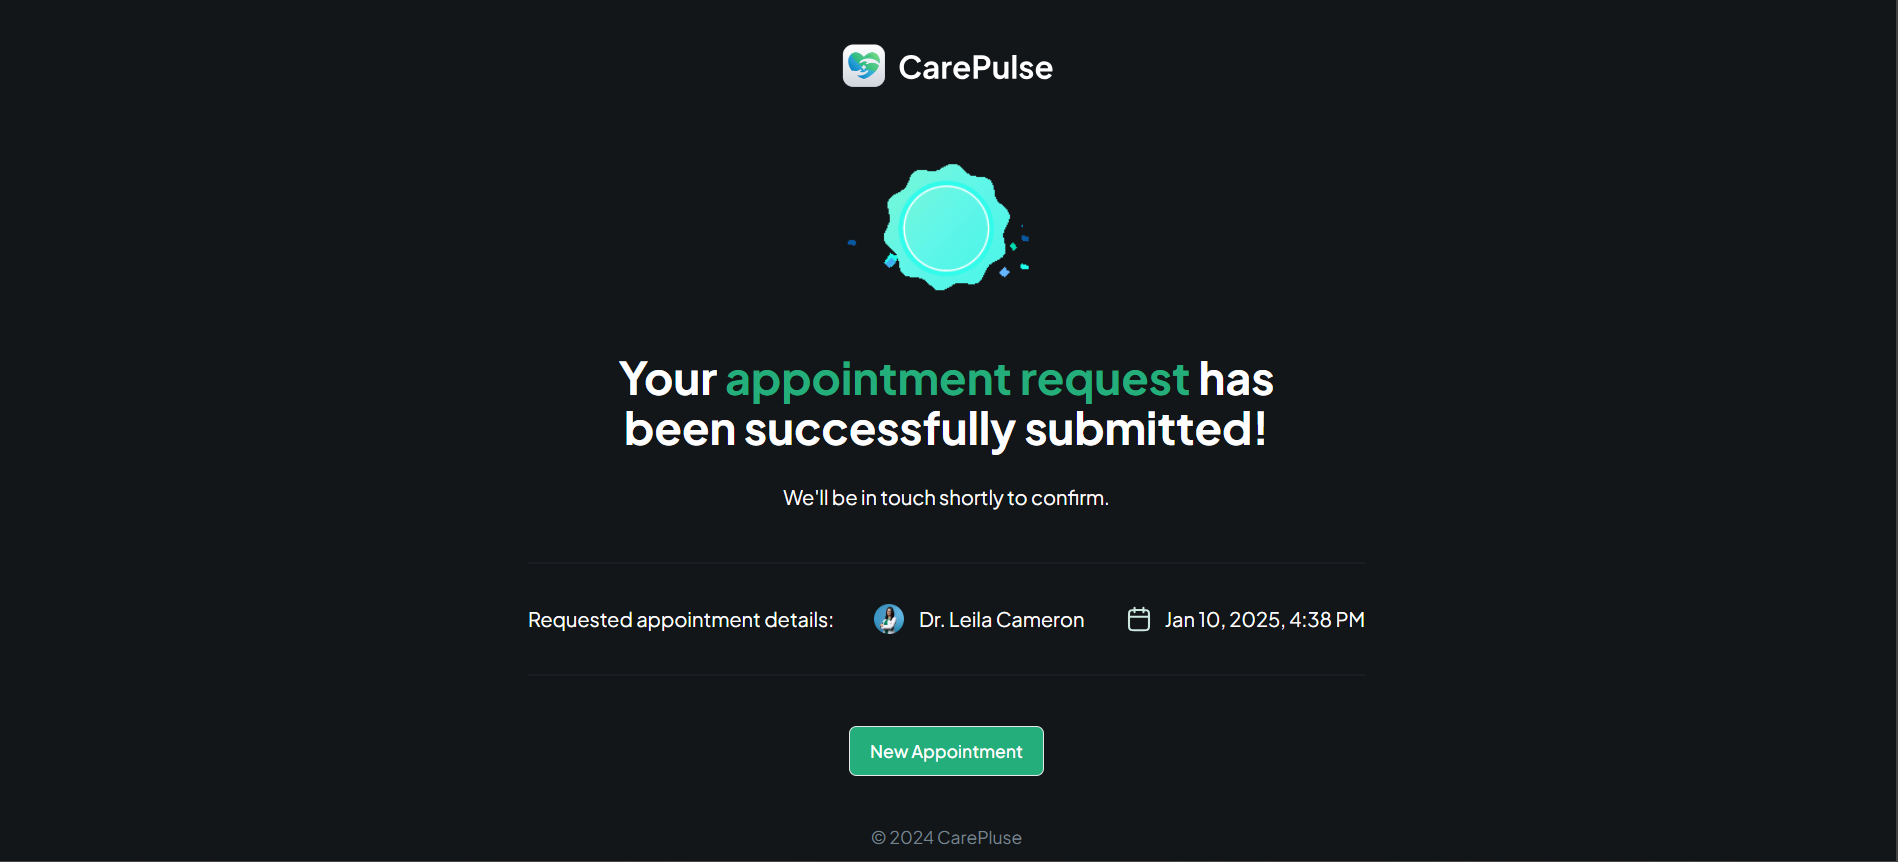 CarePulse
Your appointment request has
been successfully submitted!
We'll be in touch shortly to confirm.
Requested appointment details: Dr. Leila Cameron Jan 10, 2025, 4:38 PM
New Appointment
© 2024 CarePluse